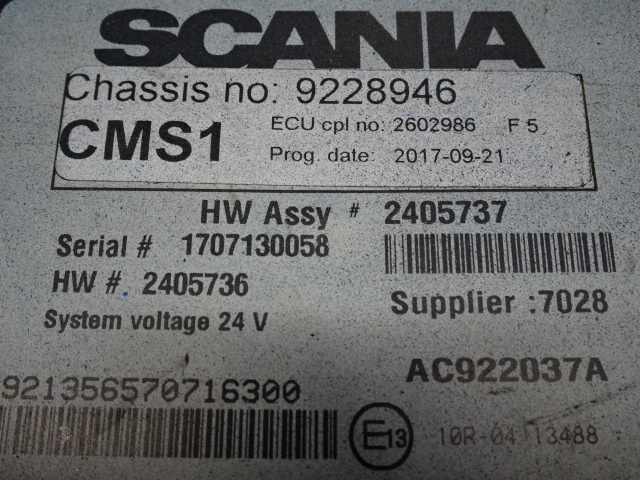 SCANIA
Chassis no: 9228946
CMS1
ECU cpl no: 2602986 F 5
Prog. date: 2017-09-21
HW Assy # 2405737
Serial # 1707130058
HW #. 2405736
Supplier :7028
System voltage 24 V
AC922037A
921356570716300
E13 10R-04 13488